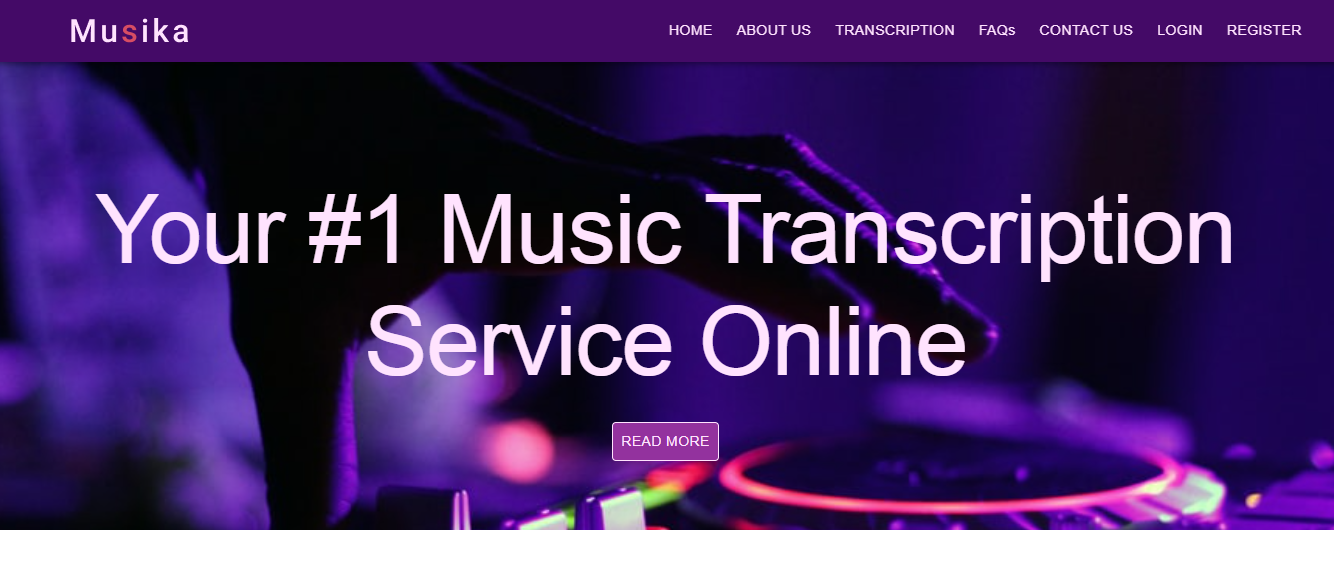 Musika
HOME ABOUT US TRANSCRIPTION FAQs CONTACT US LOGIN REGISTER
Your #1 Music Transcription
Service Online
READ MORE